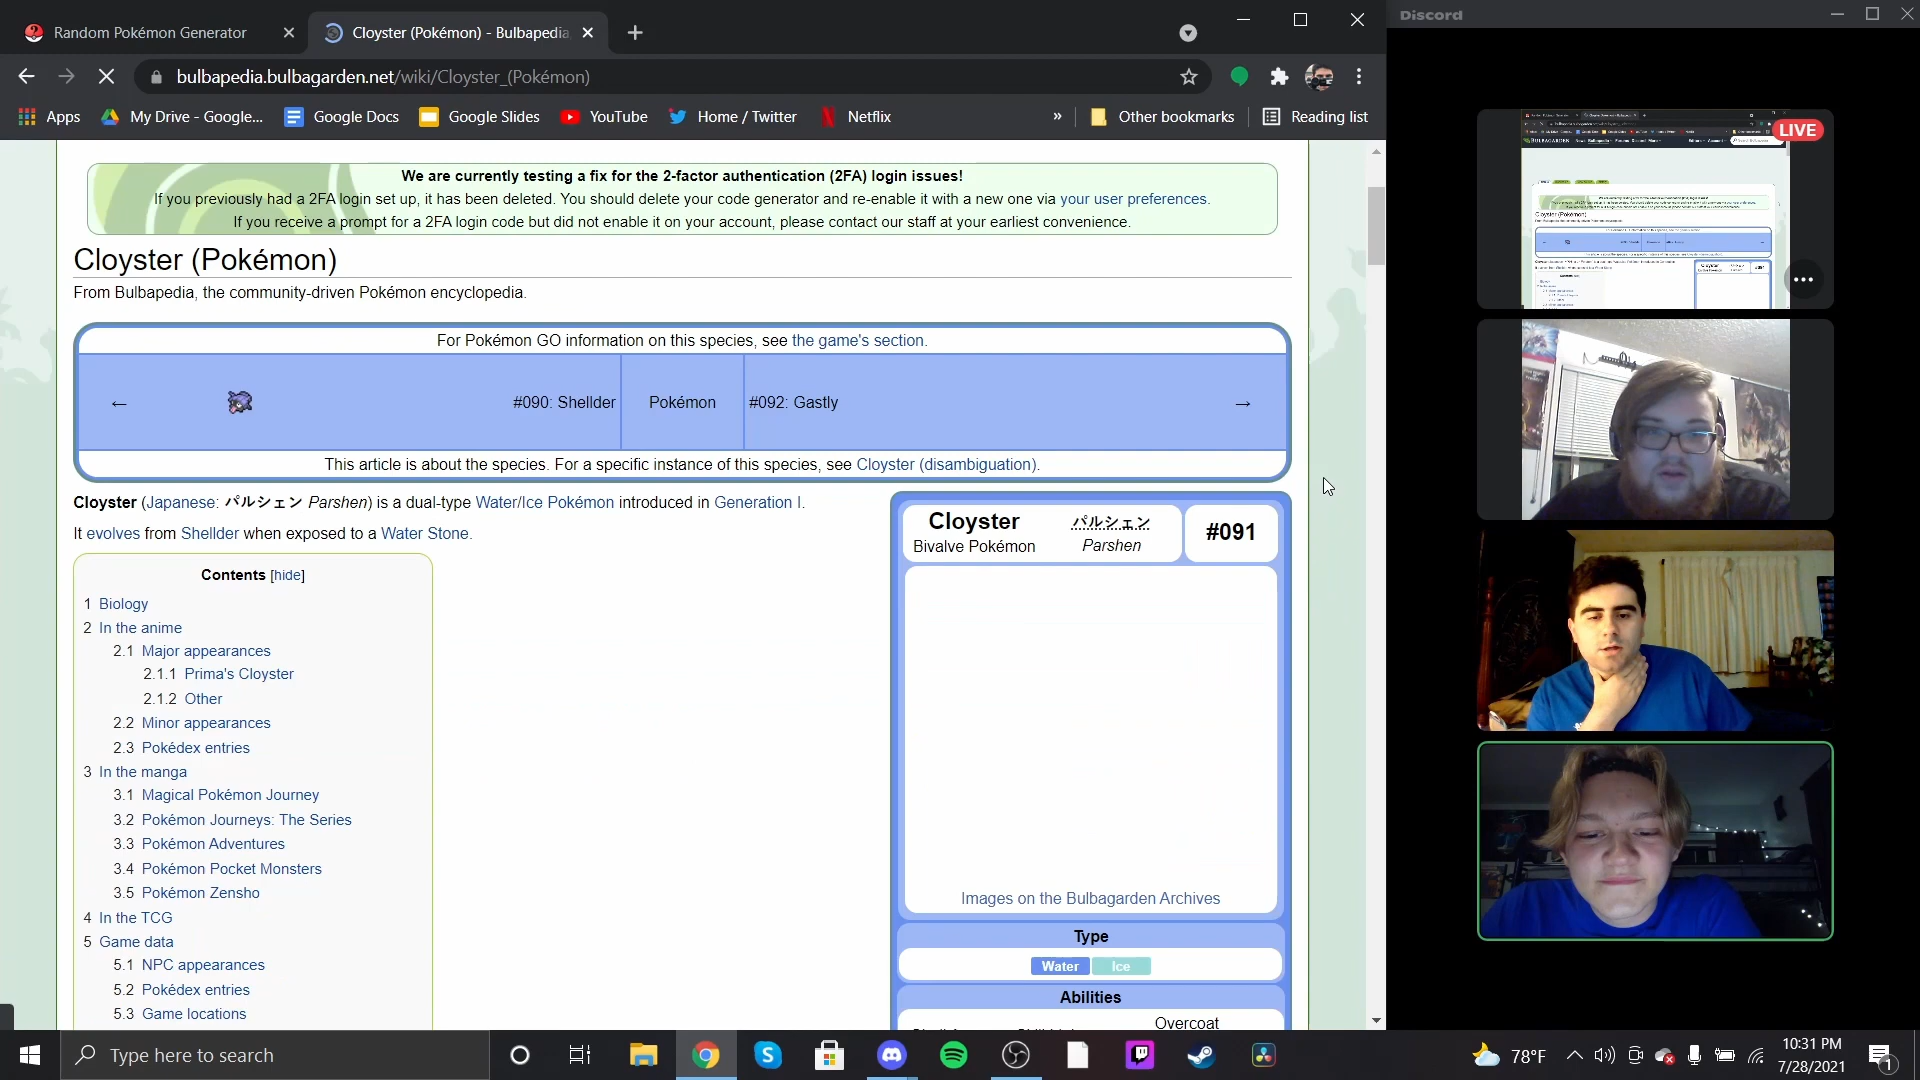 Random Pokémon Generator
Cloyster (Pokémon) - Bulbapedia,
Discord
bulbapedia.bulbagarden.net/wiki/Cloyster_(Pokémon)
Apps
My Drive - Google...
Google Docs
Google Slides
YouTube
Home / Twitter
Netflix
»
Other bookmarks
Reading list
We are currently testing a fix for the 2-factor authentication (2FA) login issues!
If you previously had a 2FA login set up, it has been deleted. You should delete your code generator and re-enable it with a new one via your user preferences.
If you receive a prompt for a 2FA login code but did not enable it on your account, please contact our staff at your earliest convenience.
Cloyster (Pokémon)
From Bulbapedia, the community-driven Pokémon encyclopedia.
For Pokémon GO information on this species, see the game's section.
← #090: Shellder Pokémon #092: Gastly →
This article is about the species. For a specific instance of this species, see Cloyster (disambiguation).
Cloyster (Japanese: パルシェン Parshen) is a dual-type Water/Ice Pokémon introduced in Generation I.
It evolves from Shellder when exposed to a Water Stone.
Contents [hide]
1 Biology
2 In the anime
2.1 Major appearances
2.1.1 Prima's Cloyster
2.1.2 Other
2.2 Minor appearances
2.3 Pokédex entries
3 In the manga
3.1 Magical Pokémon Journey
3.2 Pokémon Journeys: The Series
3.3 Pokémon Adventures
3.4 Pokémon Pocket Monsters
3.5 Pokémon Zensho
4 In the TCG
5 Game data
5.1 NPC appearances
5.2 Pokédex entries
5.3 Game locations
Cloyster
Bivalve Pokémon
パルシェン
Parshen
#091
Images on the Bulbagarden Archives
Type
Water Ice
Abilities
Overcoat
LIVE
Cloyster (Pokémon)
Type here to search
78°F
10:31 PM
7/28/2021
1